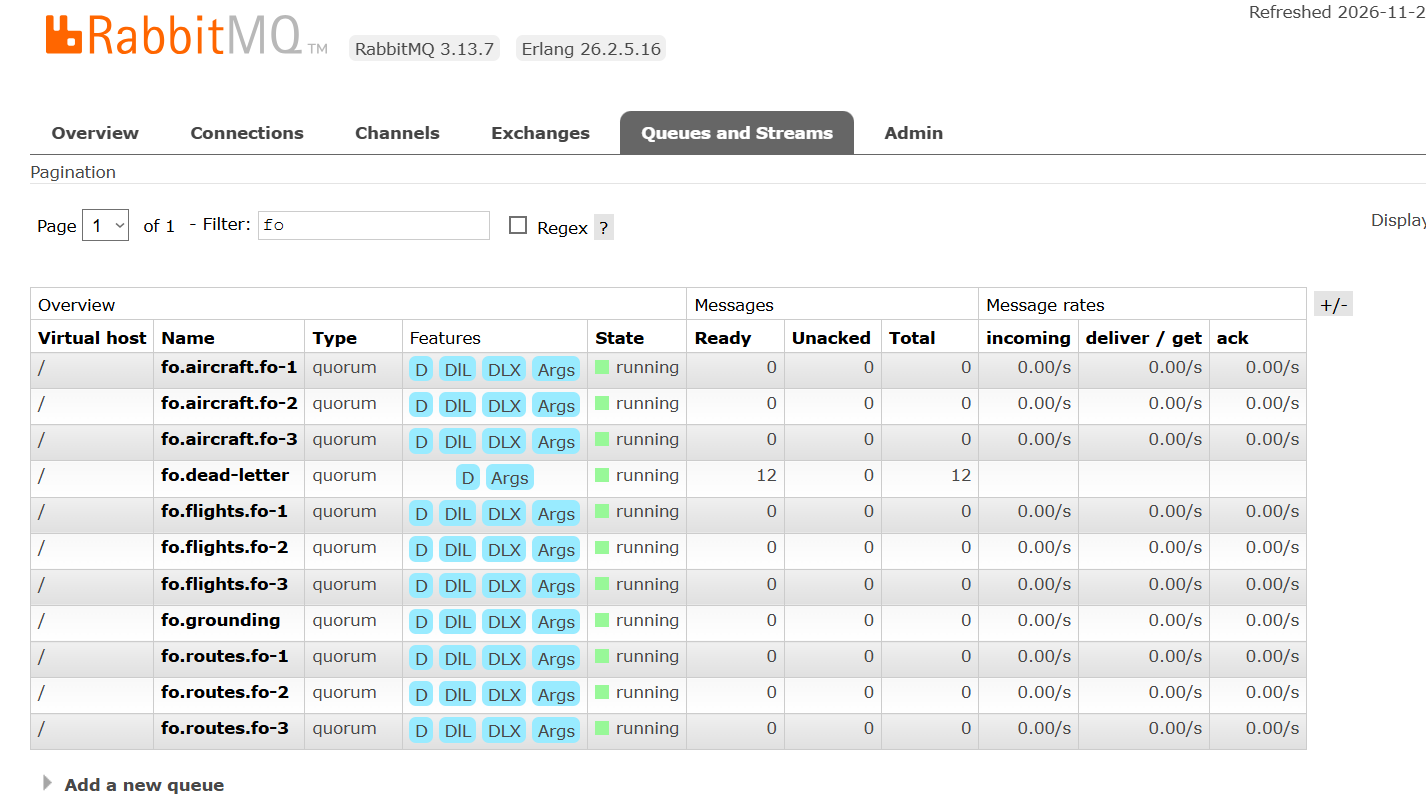 RabbitMQ TM RabbitMQ 3.13.7 Erlang 26.2.5.16 Refreshed 2026-11-2
Overview Connections Channels Exchanges Queues and Streams Admin
Pagination
Page 1 of 1 - Filter: fo Regex ? Display
Overview Messages Message rates +/-
Virtual host Name Type Features State Ready Unacked Total incoming deliver / get ack
/ fo.aircraft.fo-1 quorum D DlL DLX Args running 0 0 0 0.00/s 0.00/s 0.00/s
/ fo.aircraft.fo-2 quorum D DlL DLX Args running 0 0 0 0.00/s 0.00/s 0.00/s
/ fo.aircraft.fo-3 quorum D DlL DLX Args running 0 0 0 0.00/s 0.00/s 0.00/s
/ fo.dead-letter quorum D Args running 12 0 12
/ fo.flights.fo-1 quorum D DlL DLX Args running 0 0 0 0.00/s 0.00/s 0.00/s
/ fo.flights.fo-2 quorum D DlL DLX Args running 0 0 0 0.00/s 0.00/s 0.00/s
/ fo.flights.fo-3 quorum D DlL DLX Args running 0 0 0 0.00/s 0.00/s 0.00/s
/ fo.grounding quorum D DlL DLX Args running 0 0 0 0.00/s 0.00/s 0.00/s
/ fo.routes.fo-1 quorum D DlL DLX Args running 0 0 0 0.00/s 0.00/s 0.00/s
/ fo.routes.fo-2 quorum D DlL DLX Args running 0 0 0 0.00/s 0.00/s 0.00/s
/ fo.routes.fo-3 quorum D DlL DLX Args running 0 0 0 0.00/s 0.00/s 0.00/s
Add a new queue